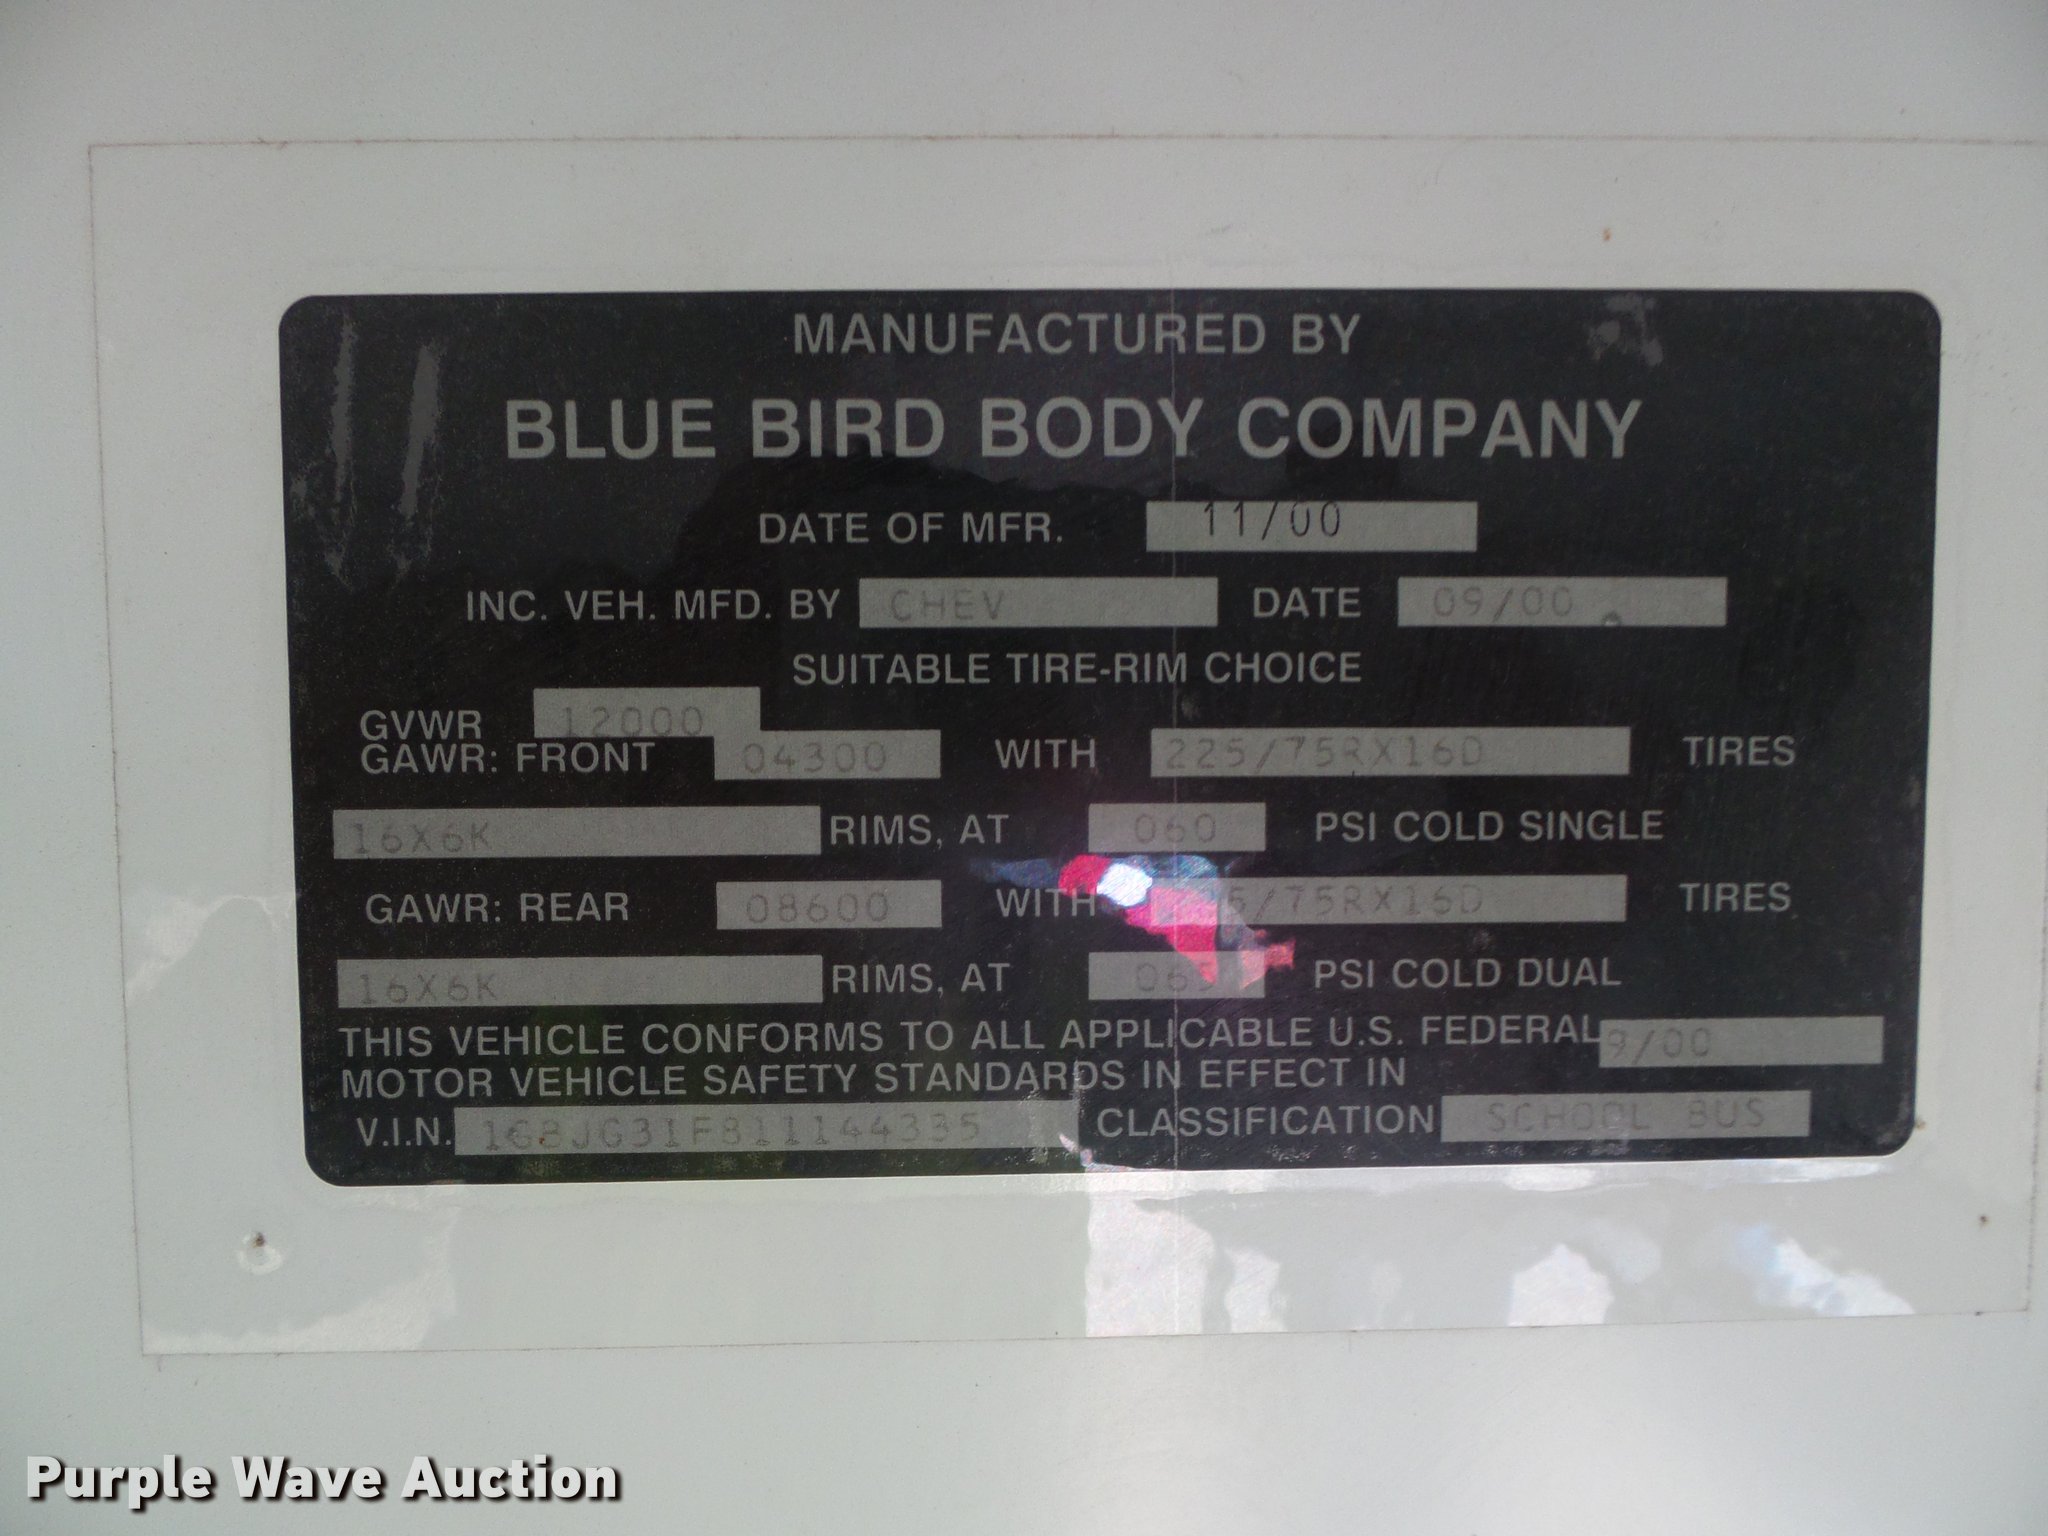 MANUFACTURED BY
BLUE BIRD BODY COMPANY
DATE OF MFR. 11/00
INC. VEH. MFD. BY CHEV DATE 09/00
SUITABLE TIRE-RIM CHOICE
GVWR 12000
GAWR: FRONT 04300 WITH 225/75RX16D TIRES
16X6K RIMS, AT 060 PSI COLD SINGLE
GAWR: REAR 08600 WITH TIRES
16X6K RIMS, AT PSI COLD DUAL
THIS VEHICLE CONFORMS TO ALL APPLICABLE U.S. FEDERAL 9/00
MOTOR VEHICLE SAFETY STANDARDS IN EFFECT IN
V.I.N. 1GBJG31F811144335 CLASSIFICATION SCHOOL BUS
Purple Wave Auction